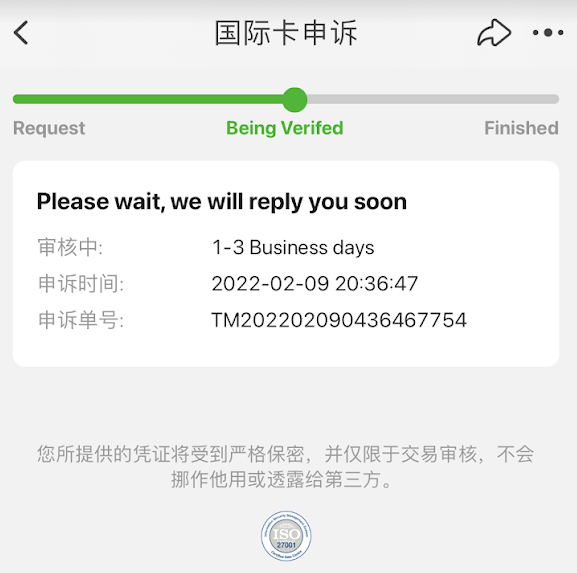 国际卡申诉
Request Being Verifed Finished
Please wait, we will reply you soon
审核中: 1-3 Business days
申诉时间: 2022-02-09 20:36:47
申诉单号: TM202202090436467754
您所提供的凭证将受到严格保密，并仅限于交易审核，不会
挪作他用或透露给第三方。
ISO
27001